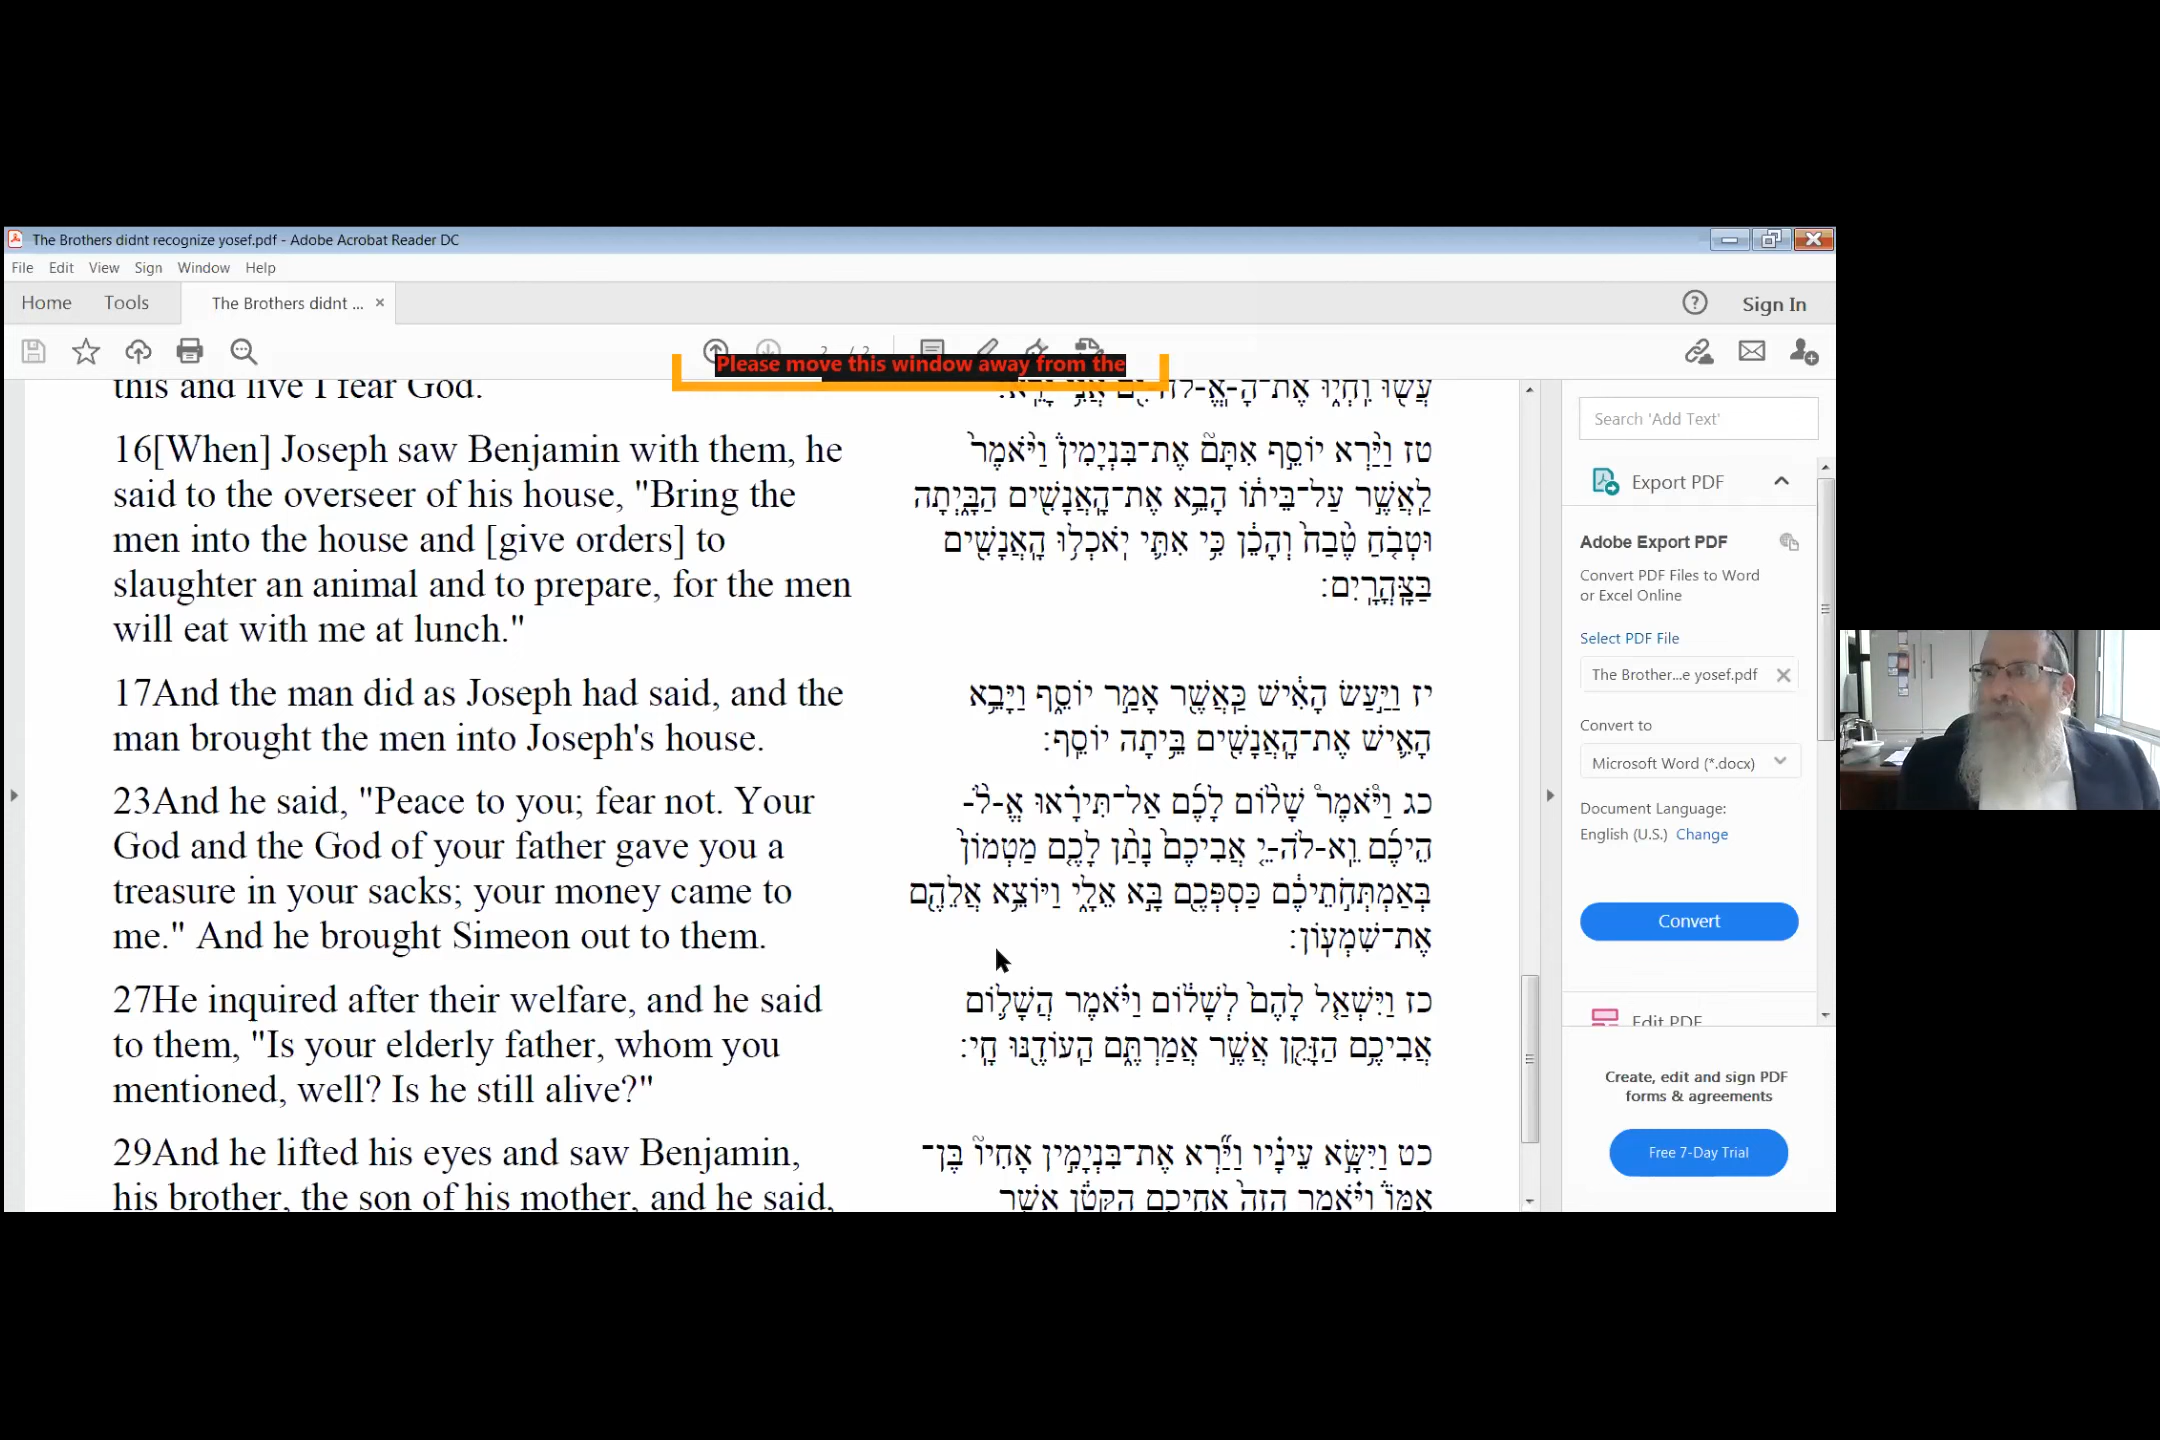 The Brothers didnt recognize yosef.pdf - Adobe Acrobat Reader DC
File Edit View Sign Window Help
Home Tools The Brothers didnt ... × Sign In
2 / 2
Please move this window away from the
this and live I fear God.
16[When] Joseph saw Benjamin with them, he
said to the overseer of his house, "Bring the
men into the house and [give orders] to
slaughter an animal and to prepare, for the men
will eat with me at lunch."
17And the man did as Joseph had said, and the
man brought the men into Joseph's house.
23And he said, "Peace to you; fear not. Your
God and the God of your father gave you a
treasure in your sacks; your money came to
me." And he brought Simeon out to them.
27He inquired after their welfare, and he said
to them, "Is your elderly father, whom you
mentioned, well? Is he still alive?"
29And he lifted his eyes and saw Benjamin,
his brother, the son of his mother, and he said,
טז וַיַּ֨רְא יוֹסֵ֣ף אִתָּם֘ אֶת־בִּנְיָמִין֒ וַיֹּ֨אמֶר֙
לַֽאֲשֶׁ֣ר עַל־בֵּית֔וֹ הָבֵ֥א אֶת־הָֽאֲנָשִׁ֖ים הַבָּ֑יְתָה
וּטְבֹ֤חַ טֶ֨בַח֙ וְהָכֵ֔ן כִּ֥י אִתִּ֛י יֹֽאכְל֥וּ הָֽאֲנָשִׁ֖ים
בַּצָּֽהֳרָֽיִם:
יז וַיַּ֣עַשׂ הָאִ֔ישׁ כַּֽאֲשֶׁ֖ר אָמַ֣ר יוֹסֵ֑ף וַיָּבֵ֥א
הָאִ֛ישׁ אֶת־הָֽאֲנָשִׁ֖ים בֵּ֥יתָה יוֹסֵֽף:
כג וַיֹּ֩אמֶר֩ שָׁל֨וֹם לָכֶ֜ם אַל־תִּירָ֗אוּ אֱ-לֹ֨-
הֵיכֶ֜ם וֵֽא-לֹהֵ֤-י אֲבִיכֶם֙ נָתַ֨ן לָכֶ֤ם מַטְמוֹן֙
בְּאַמְתְּחֹ֣תֵיכֶ֔ם כַּסְפְּכֶ֖ם בָּ֣א אֵלָ֑י וַיּוֹצֵ֥א אֲלֵהֶ֖ם
אֶת־שִׁמְעֽוֹן:
כז וַיִּשְׁאַ֤ל לָהֶם֙ לְשָׁל֔וֹם וַיֹּ֗אמֶר הֲשָׁל֛וֹם
אֲבִיכֶ֥ם הַזָּקֵ֖ן אֲשֶׁ֣ר אֲמַרְתֶּ֑ם הַֽעוֹדֶ֖נּוּ חָֽי:
כט וַיִּשָּׂ֣א עֵינָ֗יו וַיַּ֞רְא אֶת־בִּנְיָמִ֣ין אָחִיו֘ בֶּן־
אִמּוֹ֒ וַיֹּ֗אמֶר הֲזֶה֙ אֲחִיכֶ֣ם הַקָּטֹ֔ן אֲשֶׁ֥ר
Search 'Add Text'
Export PDF
Adobe Export PDF
Convert PDF Files to Word
or Excel Online
Select PDF File
The Brother...e yosef.pdf
Convert to
Microsoft Word (*.docx)
Document Language:
English (U.S.) Change
Convert
Edit PDF
Create, edit and sign PDF
forms & agreements
Free 7-Day Trial